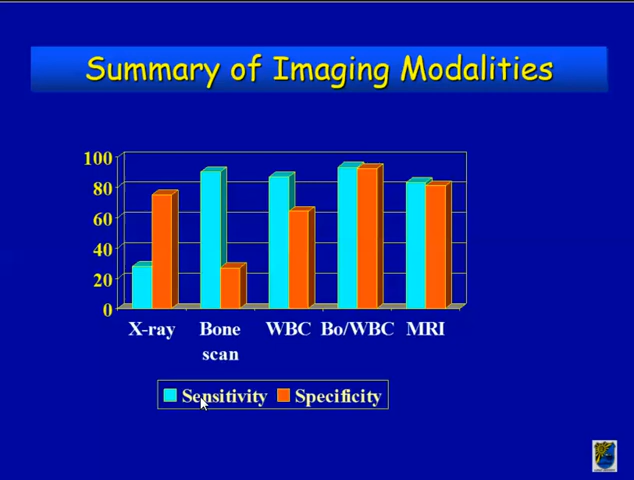 Summary of Imaging Modalities
100
80
60
40
20
0
X-ray Bone scan WBC Bo/WBC MRI
Sensitivity Specificity